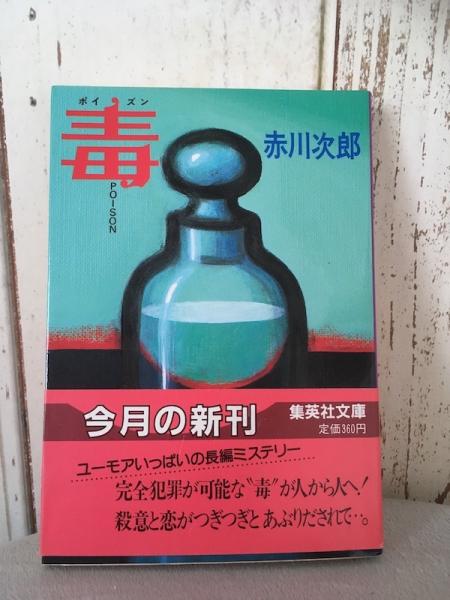 ポイズン
毒
POISON
赤川次郎
今月の新刊
集英社文庫
定価360円
ユーモアいっぱいの長編ミステリー
完全犯罪が可能な〝毒〟が人から人へ!
殺意と恋がつぎつぎとあぶりだされて‥。